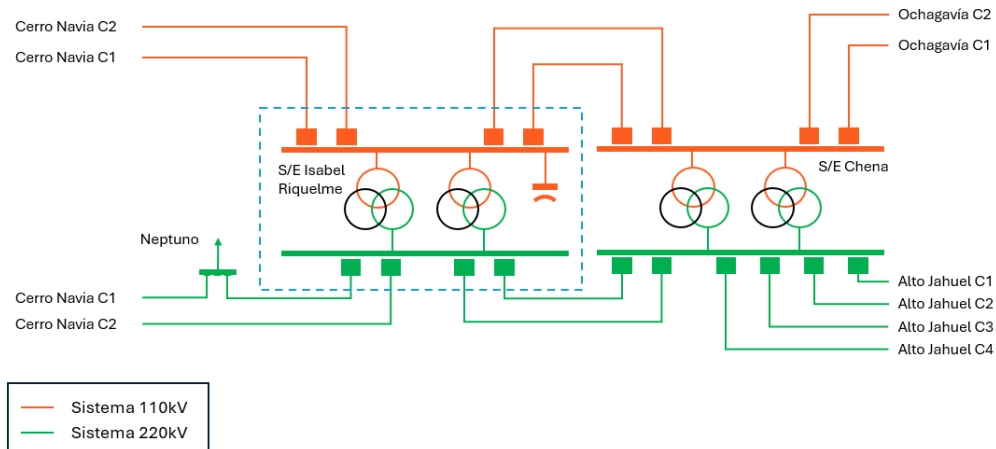 Cerro Navia C2
Cerro Navia C1
Ochagavía C2
Ochagavía C1
S/E Isabel
Riquelme
S/E Chena
Neptuno
Cerro Navia C1
Cerro Navia C2
Alto Jahuel C1
Alto Jahuel C2
Alto Jahuel C3
Alto Jahuel C4
Sistema 110kV
Sistema 220kV